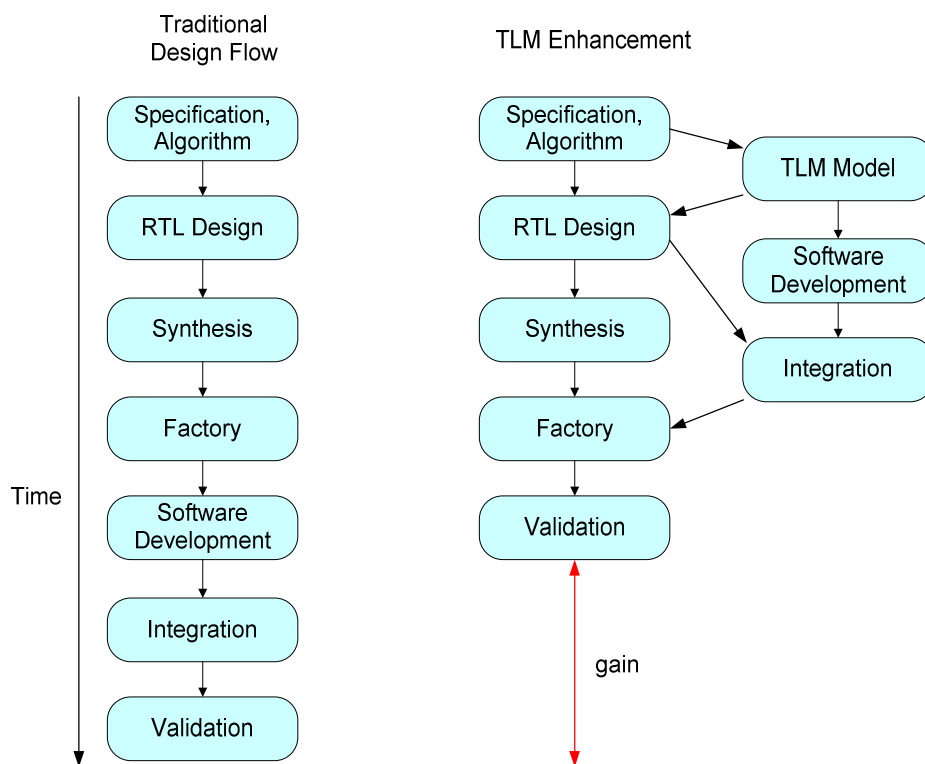 Traditional
Design Flow
Time
Specification,
Algorithm
RTL Design
Synthesis
Factory
Software
Development
Integration
Validation
TLM Enhancement
Specification,
Algorithm
RTL Design
Synthesis
Factory
Validation
TLM Model
Software
Development
Integration
gain